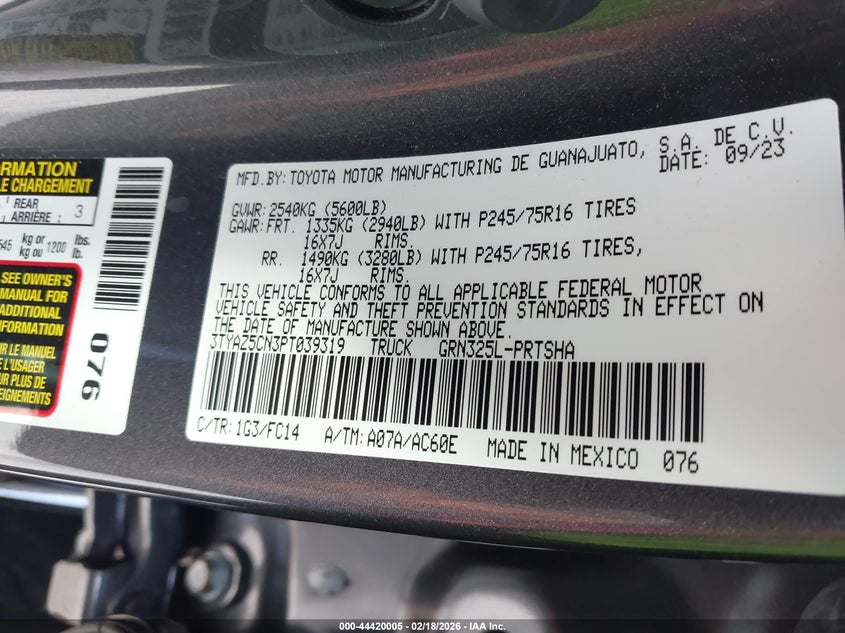 ORMATION
LE CHARGEMENT
REAR
ARRIÈRE : 3
545 kg or 1200 lbs.
kg ou lb.
SEE OWNER'S
MANUAL FOR
ADDITIONAL
INFORMATION
IR LE MANUEL
L'USAGER
PLUS DE
EIGNEMENTS
076
MFD.BY:TOYOTA MOTOR MANUFACTURING DE GUANAJUATO, S.A. DE C.V.
DATE: 09/23
GVWR:2540KG (5600LB)
GAWR:FRT. 1335KG (2940LB) WITH P245/75R16 TIRES
16X7J RIMS.
RR. 1490KG (3280LB) WITH P245/75R16 TIRES,
16X7J RIMS.
THIS VEHICLE CONFORMS TO ALL APPLICABLE FEDERAL MOTOR
VEHICLE SAFETY AND THEFT PREVENTION STANDARDS IN EFFECT ON
THE DATE OF MANUFACTURE SHOWN ABOVE.
3TYAZ5CN3PT039319 TRUCK GRN325L-PRTSHA
C/TR:1G3/FC14 A/TM:A07A/AC60E MADE IN MEXICO 076
000-44420005 - 02/18/2026 - IAA Inc.